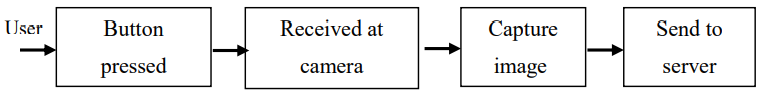 User
Button
pressed
Received at
camera
Capture
image
Send to
server